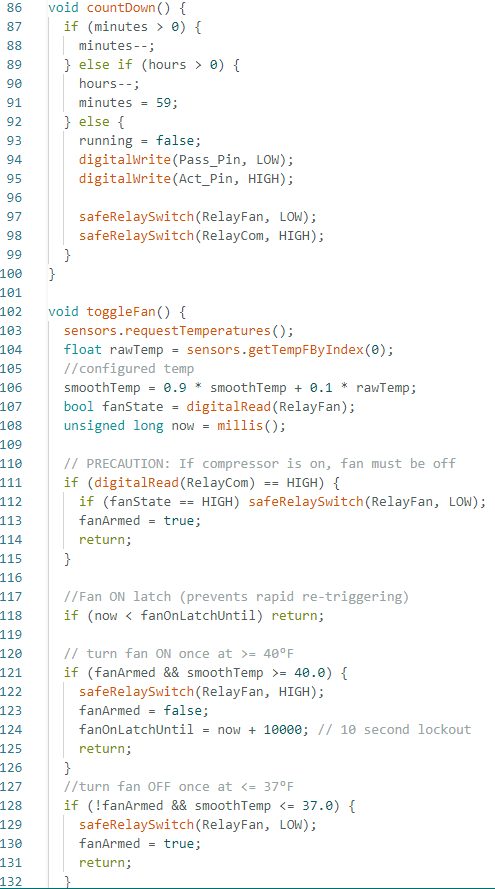 86 void countDown() {
87 if (minutes > 0) {
88 minutes--;
89 } else if (hours > 0) {
90 hours--;
91 minutes = 59;
92 } else {
93 running = false;
94 digitalWrite(Pass_Pin, LOW);
95 digitalWrite(Act_Pin, HIGH);
96
97 safeRelaySwitch(RelayFan, LOW);
98 safeRelaySwitch(RelayCom, HIGH);
99 }
100 }
101
102 void toggleFan() {
103 sensors.requestTemperatures();
104 float rawTemp = sensors.getTempFByIndex(0);
105 //configured temp
106 smoothTemp = 0.9 * smoothTemp + 0.1 * rawTemp;
107 bool fanState = digitalRead(RelayFan);
108 unsigned long now = millis();
109
110 // PRECAUTION: If compressor is on, fan must be off
111 if (digitalRead(RelayCom) == HIGH) {
112 if (fanState == HIGH) safeRelaySwitch(RelayFan, LOW);
113 fanArmed = true;
114 return;
115 }
116
117 //Fan ON latch (prevents rapid re-triggering)
118 if (now < fanOnLatchUntil) return;
119
120 // turn fan ON once at >= 40°F
121 if (fanArmed && smoothTemp >= 40.0) {
122 safeRelaySwitch(RelayFan, HIGH);
123 fanArmed = false;
124 fanOnLatchUntil = now + 10000; // 10 second lockout
125 return;
126 }
127 //turn fan OFF once at <= 37°F
128 if (!fanArmed && smoothTemp <= 37.0) {
129 safeRelaySwitch(RelayFan, LOW);
130 fanArmed = true;
131 return;
132 }